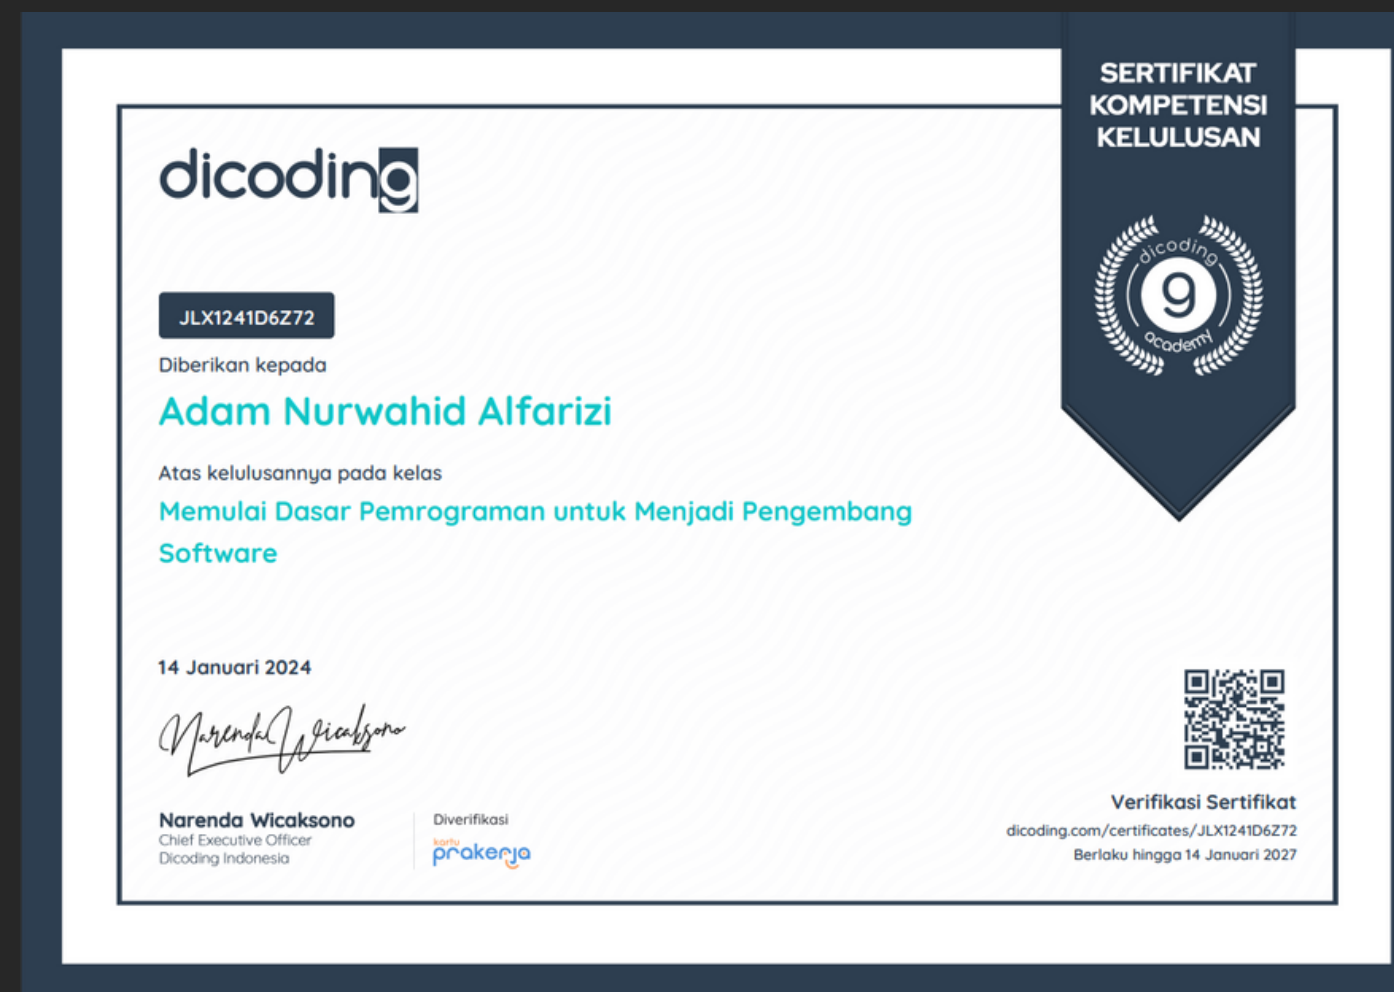 SERTIFIKAT
KOMPETENSI
KELULUSAN
dicoding
dicoding
9
academy
JLX1241D6Z72
Diberikan kepada
Adam Nurwahid Alfarizi
Atas kelulusannya pada kelas
Memulai Dasar Pemrograman untuk Menjadi Pengembang
Software
14 Januari 2024
Narenda Wicaksono
Narenda Wicaksono
Chief Executive Officer
Dicoding Indonesia
Diverifikasi
kartu
prakerja
Verifikasi Sertifikat
dicoding.com/certificates/JLX1241D6Z72
Berlaku hingga 14 Januari 2027